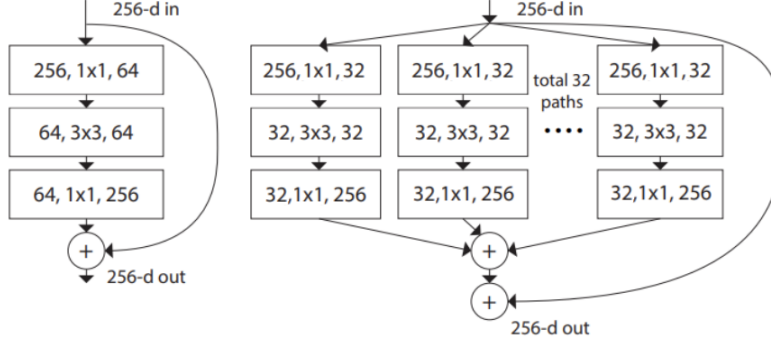 256-d in
256, 1x1, 64
64, 3x3, 64
64, 1x1, 256
+
256-d out
256-d in
256,1x1, 32
256,1x1, 32
total 32
paths
256,1x1, 32
32, 3x3, 32
32, 3x3, 32
....
32, 3x3, 32
32,1x1, 256
32,1x1, 256
32,1x1, 256
+
+
256-d out